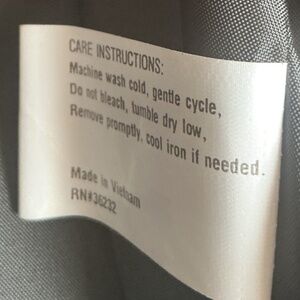 CARE INSTRUCTIONS:
Machine wash cold, gentle cycle,
Do not bleach, tumble dry low,
Remove promptly, cool iron if needed.
Made in Vietnam
RN#36232